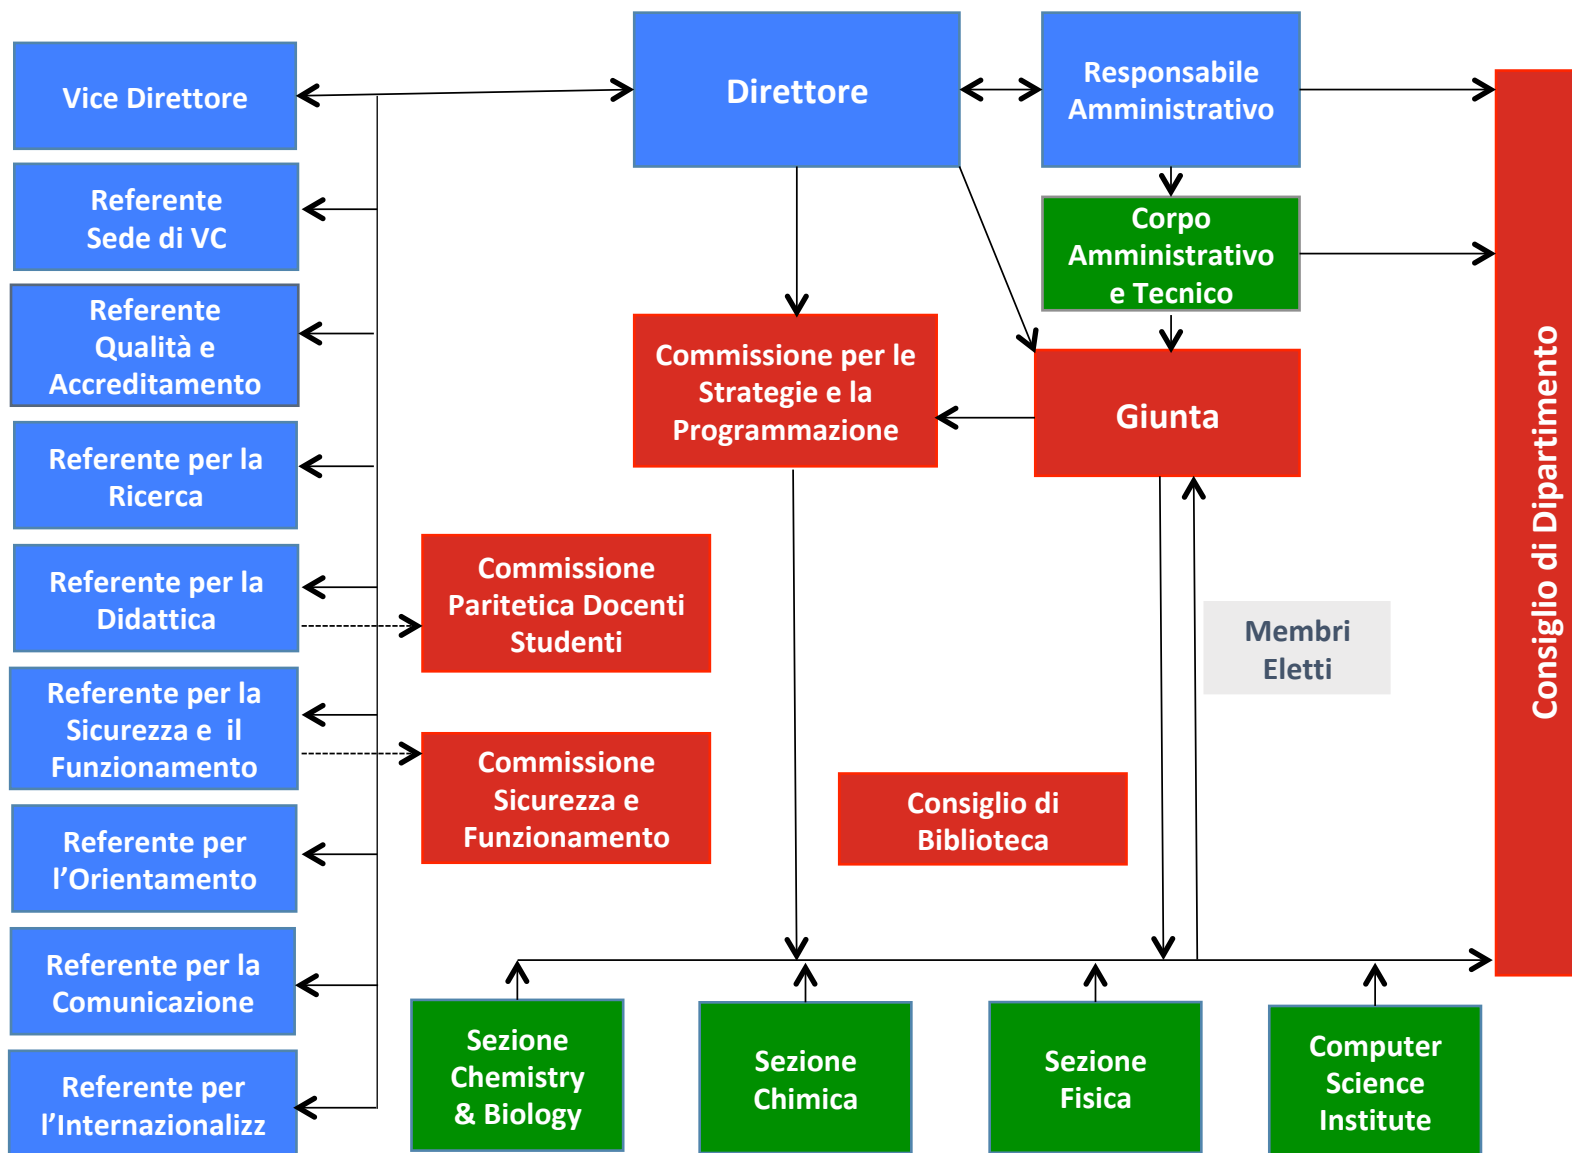 Vice Direttore
Direttore
Responsabile
Amministrativo
Referente
Sede di VC
Corpo
Amministrativo
e Tecnico
Referente
Qualità e
Accreditamento
Commissione per le
Strategie e la
Programmazione
Giunta
Consiglio di Dipartimento
Referente per la
Ricerca
Referente per la
Didattica
Commissione
Paritetica Docenti
Studenti
Membri
Eletti
Referente per la
Sicurezza e  il
Funzionamento
Commissione
Sicurezza e
Funzionamento
Consiglio di
Biblioteca
Referente per
l’Orientamento
Referente per la
Comunicazione
Referente per
l’Internazionalizz
Sezione
Chemistry
& Biology
Sezione
Chimica
Sezione
Fisica
Computer
Science
Institute